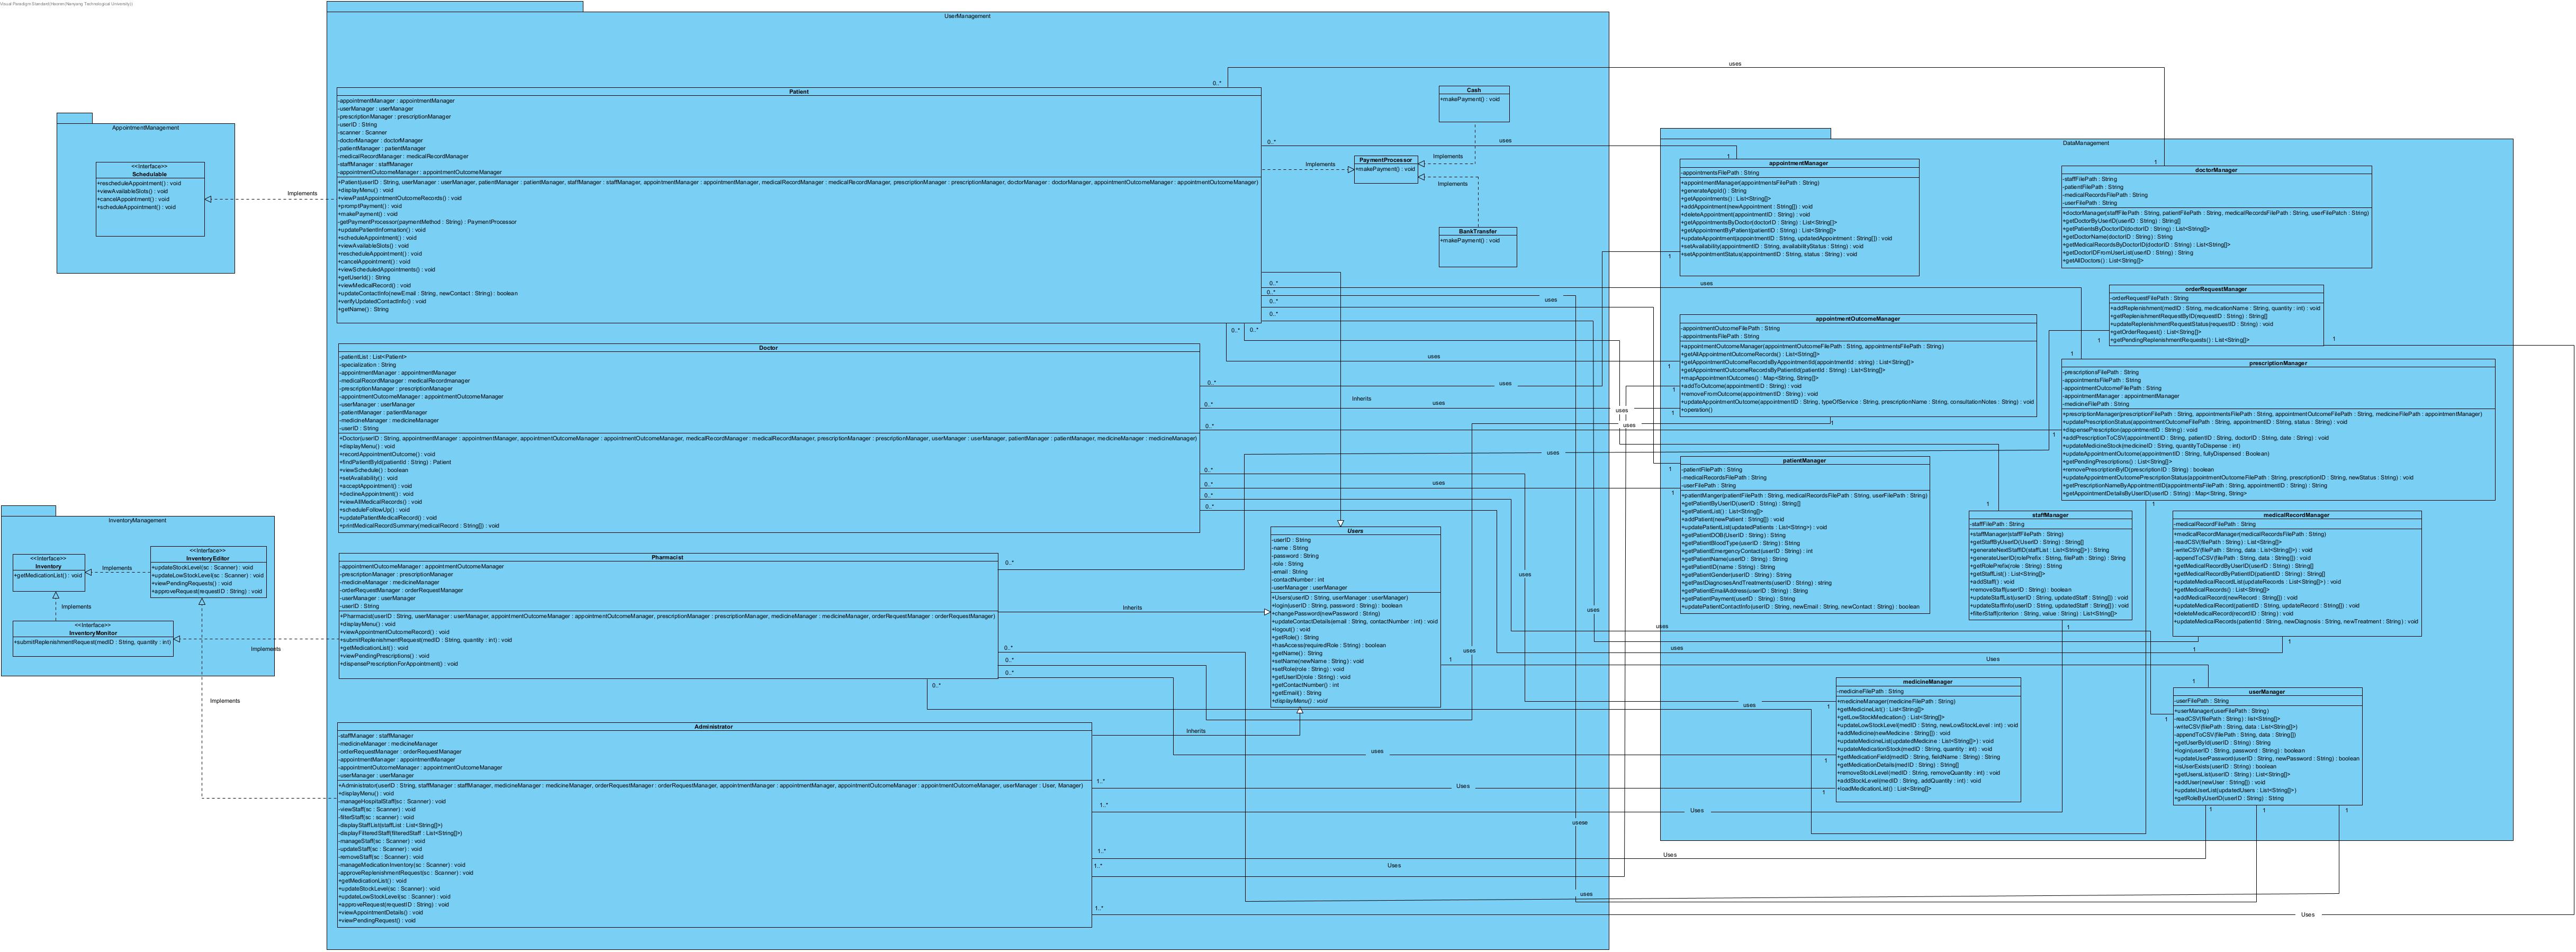 Visual Paradigm Standard(hexoni(Nanyang Technological University))
UserManagement
uses
0..*
Patient
-appointmentManager : appointmentManager
-userManager : userManager
-prescriptionManager : prescriptionManager
-userID : String
-scanner : Scanner
-doctorManager : doctorManager
-patientManager : patientManager
-medicalRecordManager : medicalRecordManager
-staffManager : staffManager
-appointmentOutcomeManager : appointmentOutcomeManager
+Patient(userID : String, userManager : userManager, patientManager : patientManager, staffManager : staffManager, appointmentManager : appointmentManager, medicalRecordManager : medicalRecordManager, prescriptionManager : prescriptionManager, doctorManager : doctorManager, appointmentOutcomeManager : appointmentOutcomeManager)
+displayMenu() : void
+viewPastAppointmentOutcomeRecords() : void
+promptPayment() : void
+makePayment() : void
-getPaymentProcessor(paymentMethod : String) : PaymentProcessor
+updatePatientInformation() : void
+scheduleAppointment() : void
+viewAvailableSlots() : void
+rescheduleAppointment() : void
+cancelAppointment() : void
+viewScheduledAppointments() : void
+getUserId() : String
+viewMedicalRecord() : void
+updateContactInfo(newEmail : String, newContact : String) : boolean
+verifyUpdatedContactInfo() : void
+getName() : String
Cash
+makePayment() : void
PaymentProcessor
+makePayment() : void
BankTransfer
+makePayment() : void
Implements
Implements
Implements
AppointmentManagement
<<Interface>>
Schedulable
+rescheduleAppointment() : void
+viewAvailableSlots() : void
+cancelAppointment() : void
+scheduleAppointment() : void
Implements
Doctor
-patientList : List<Patient>
-specialization : String
-appointmentManager : appointmentManager
-medicalRecordManager : medicalRecordmanager
-prescriptionManager : prescriptionManager
-appointmentOutcomeManager : appointmentOutcomeManager
-userManager : userManager
-patientManager : patientManager
-medicineManager : medicineManager
-userID : String
+Doctor(userID : String, appointmentManager : appointmentManager, appointmentOutcomeManager : appointmentOutcomeManager, medicalRecordManager : medicalRecordManager, prescriptionManager : prescriptionManager, userManager : userManager, patientManager : patientManager, medicineManager : medicineManager)
+displayMenu() : void
+recordAppointmentOutcome() : void
+findPatientById(patientId : String) : Patient
+viewSchedule() : boolean
+setAvailability() : void
+acceptAppointment() : void
+declineAppointment() : void
+viewAllMedicalRecords() : void
+scheduleFollowUp() : void
+updatePatientMedicalRecord() : void
+printMedicalRecordSummary(medicalRecord : String[]) : void
InventoryManagement
<<Interface>>
Inventory
+getMedicationList() : void
<<Interface>>
InventoryEditor
+updateStockLevel(sc : Scanner) : void
+updateLowStockLevel(sc : Scanner) : void
+viewPendingRequests() : void
+approveRequest(requestID : String) : void
Implements
Implements
<<Interface>>
InventoryMonitor
+submitReplenishmentRequest(medID : String, quantity : int)
Implements
Implements
Pharmacist
-appointmentOutcomeManager : appointmentOutcomeManager
-prescriptionManager : prescriptionManager
-medicineManager : medicineManager
-orderRequestManager : orderRequestManager
-userManager : userManager
-userID : String
+Pharmacist(userID : String, userManager : userManager, appointmentOutcomeManager : appointmentOutcomeManager, prescriptionManager : prescriptionManager, medicineManager : medicineManager, orderRequestManager : orderRequestManager)
+displayMenu() : void
+viewAppointmentOutcomeRecord() : void
+submitReplenishmentRequest(medID : String, quantity : int) : void
+getMedicationList() : void
+viewPendingPrescriptions() : void
+dispensePrescriptionForAppointment() : void
Inherits
Users
-userID : String
-name : String
-password : String
-role : String
-email : String
-contactNumber : int
-userManager : userManager
+Users(userID : String, userManager : userManager)
+login(userID : String, password : String) : boolean
+changePassword(newPassword : String)
+updateContactDetails(email : String, contactNumber : int) : void
+logout() : void
+getRole() : String
+hasAccess(requiredRole : String) : boolean
+getName() : String
+setName(newName : String) : void
+setRole(role : String) : void
+getUserID(role : String) : void
+getContactNumber() : int
+getEmail() : String
+displayMenu() : void
Inherits
Inherits
Administrator
-staffManager : staffManager
-medicineManager : medicineManager
-orderRequestManager : orderRequestManager
-appointmentManager : appointmentManager
-appointmentOutcomeManager : appointmentOutcomeManager
-userManager : userManager
+Administrator(userID : String, staffManager : staffManager, medicineManager : medicineManager, orderRequestManager : orderRequestManager, appointmentManager : appointmentManager, appointmentOutcomeManager : appointmentOutcomeManager, userManager : User, Manager)
+displayMenu() : void
-manageHospitalStaff(sc : Scanner) : void
-viewStaff(sc : Scanner) : void
-filterStaff(sc : scanner) : void
-displayStaffList(staffList : List<String[]>)
-displayFilteredStaff(filteredStaff : List<String[]>)
-manageStaff(sc : Scanner) : void
-updateStaff(sc : Scanner) : void
-removeStaff(sc : Scanner) : void
-manageMedicationInventory(sc : Scanner) : void
-approveReplenishmentRequest(sc : Scanner) : void
+getMedicationList() : void
+updateStockLevel(sc : Scanner) : void
+updateLowStockLevel(sc : Scanner) : void
+approveRequest(requestID : String) : void
+viewAppointmentDetails() : void
+viewPendingRequest() : void
DataManagement
appointmentManager
-appointmentsFilePath : String
+appointmentManager(appointmentsFilePath : String)
+generateAppId() : String
+getAppointments() : List<String[]>
+addAppointment(newAppointment : String[]) : void
+deleteAppointment(appointmentID : String) : void
+getAppointmentsByDoctor(doctorID : String) : List<String[]>
+getAppointmentByPatient(patientID : String) : List<String[]>
+updateAppointment(appointmentID : String, updatedAppointment : String[]) : void
+setAvailability(appointmentID : String, availabilityStatus : String) : void
+setAppointmentStatus(appointmentID : String, status : String) : void
doctorManager
-staffFilePath : String
-patientFilePath : String
-medicalRecordsFilePath : String
-userFilePath : String
+doctorManager(staffFilePath : String, patientFilePath : String, medicalRecordsFilePath : String, userFilePatch : String)
+getDoctorByUserID(userID : String) : String[]
+getPatientsByDoctorID(doctorID : String) : List<String[]>
+getDoctorName(doctorID : String) : String
+getMedicalRecordsByDoctorID(doctorID : String) : List<String[]>
+getDoctorIDFromUserList(userID : String) : String
+getAllDoctors() : List<String[]>
orderRequestManager
-orderRequestFilePath : String
+addReplenishment(medID : String, medicationName : String, quantity : int) : void
+getReplenishmentRequestByID(requestID : String) : String[]
+updateReplenishmentRequestStatus(requestID : String) : void
+getOrderRequest() : List<String[]>
+getPendingReplenishmentRequests() : List<String[]>
appointmentOutcomeManager
-appointmentOutcomeFilePath : String
-appointmentsFilePath : String
+appointmentOutcomeManager(appointmentOutcomeFilePath : String, appointmentsFilePath : String)
+getAllAppointmentOutcomeRecords() : List<String[]>
+getAppointmentOutcomeRecordsByAppointmentId(appointmentId : string) : List<String[]>
+getAppointmentOutcomeRecordsByPatientId(patientId : String) : List<String[]>
+mapAppointmentOutcomes() : Map<String, String[]>
+addToOutcome(appointmentID : String) : void
+removeFromOutcome(appointmentID : String) : void
+updateAppointmentOutcome(appointmentID : String, typeOfService : String, prescriptionName : String, consultationNotes : String) : void
+operation()
prescriptionManager
-prescriptionsFilePath : String
-appointmentsFilePath : String
-appointmentOutcomeFilePath : String
-appointmentManager : appointmentManager
-medicineFilePath : String
+prescriptionManager(prescriptionFilePath : String, appointmentsFilePath : String, appointmentOutcomeFilePath : String, medicineFilePath : appointmentManager)
+updatePrescriptionStatus(appointmentOutcomeFilePath : String, appointmentID : String, status : String) : void
+dispensePrescription(appointmentID : String) : void
+addPrescriptionToCSV(appointmentID : String, patientID : String, doctorID : String, date : String) : void
+updateMedicineStock(medicineID : String, quantityToDispense : int)
+updateAppointmentOutcome(appointmentID : String, fullyDispensed : Boolean)
+getPendingPrescriptions() : List<String[]>
+removePrescriptionByID(prescriptionID : String) : boolean
+updateAppointmentOutcomePrescriptionStatus(appointmentOutcomeFilePath : String, prescriptionID : String, newStatus : String) : void
+getPrescriptionNameByAppointmentID(appointmentsFilePath : String, appointmentID : String) : String
+getAppointmentDetailsByUserID(userID : String) : Map<String, String>
patientManager
-patientFilePath : String
-medicalRecordsFilePath : String
-userFilePath : String
+patientManger(patientFilePath : String, medicalRecordsFilePath : String, userFilePath : String)
+getPatientByUserID(userID : String) : String[]
+getPatientList() : List<String[]>
+addPatient(newPatient : String[]) : void
+updatePatientList(updatedPatients : List<String>) : void
+getPatientDOB(UserID : String) : String
+getPatientBloodType(userID : String) : String
+getPatientEmergencyContact(userID : String) : int
+getPatientName(userID : String) : String
+getPatientID(name : String) : String
+getPatientGender(userID : String) : String
+getPastDiagnosesAndTreatments(userID : String) : string
+getPatientEmailAddress(userID : String) : String
+getPatientPayment(userID : String) : String
+updatePatientContactInfo(userID : String, newEmail : String, newContact : String) : boolean
staffManager
-staffFilePath : String
+staffManager(staffFilePath : String)
+getStaffByUserID(UserID : String) : String[]
+generateNextStaffID(staffList : List<String[]>) : String
+generateUserID(rolePrefix : String, filePath : String) : String
+getRolePrefix(role : String) : String
+getStaffList() : List<String[]>
+addStaff() : void
+removeStaff(userID : String) : boolean
+updateStaffList(userID : String, updatedStaff : String[]) : void
+updateStaffInfo(userID : String, updatedStaff : String[]) : void
+filterStaff(criterion : String, value : String) : List<String[]>
medicalRecordManager
-medicalRecordFilePath : String
+medicalRecordManager(medicalRecordsFilePath : String)
-readCSV(filePath : String) : List<String[]>
-writeCSV(filePath : String, data : List<String[]>) : void
-appendToCSV(filePath : String, data : String[]) : void
+getMedicalRecordByUserID(userID : String) : String[]
+getMedicalRecordByPatientID(patientID : String) : String[]
+updateMedicalRecordList(updateRecords : List<String[]>) : void
+getMedicalRecords() : List<String[]>
+addMedicalRecord(newRecord : String[]) : void
+updateMedicalRecord(patientID : String, updateRecord : String[]) : void
+deleteMedicalRecord(recordID : String) : void
+updateMedicalRecords(patientId : String, newDiagnosis : String, newTreatment : String) : void
medicineManager
-medicineFilePath : String
+medicineManager(medicineFilePath : String)
+getMedicineList() : List<String[]>
+getLowStockMedication() : List<String[]>
+updateLowStockLevel(medID : String, newLowStockLevel : int) : void
+addMedicine(newMedicine : String[]) : void
+updateMedicineList(updatedMedicine : List<String[]>) : void
+updateMedicationStock(medID : String, quantity : int) : void
+getMedicationField(medID : String, fieldName : String) : String
+getMedicationDetails(medID : String) : String[]
+removeStockLevel(medID : String, removeQuantity : int) : void
+addStockLevel(medID : String, addQuantity : int) : void
+loadMedicationList() : List<String[]>
userManager
-userFilePath : String
+userManager(userFilePath : String)
-readCSV(filePath : String) : list<String[]>
-writeCSV(filePath : String, data : List<String[]>)
-appendToCSV(filePath : String, data : String[])
+getUserById(userID : String) : String
+login(userID : String, password : String) : boolean
+updateUserPassword(userID : String, newPassword : String) : boolean
+isUserExists(userID : String) : boolean
+getUsersList(userID : String) : List<String[]>
+addUser(newUser : String[]) : void
+updateUserList(updatedUsers : List<String[]>)
+getRoleByUserID(userID : String) : String
uses
uses
uses
uses
uses
uses
uses
uses
uses
Uses
Uses
Uses
Uses
usese
uses
Uses